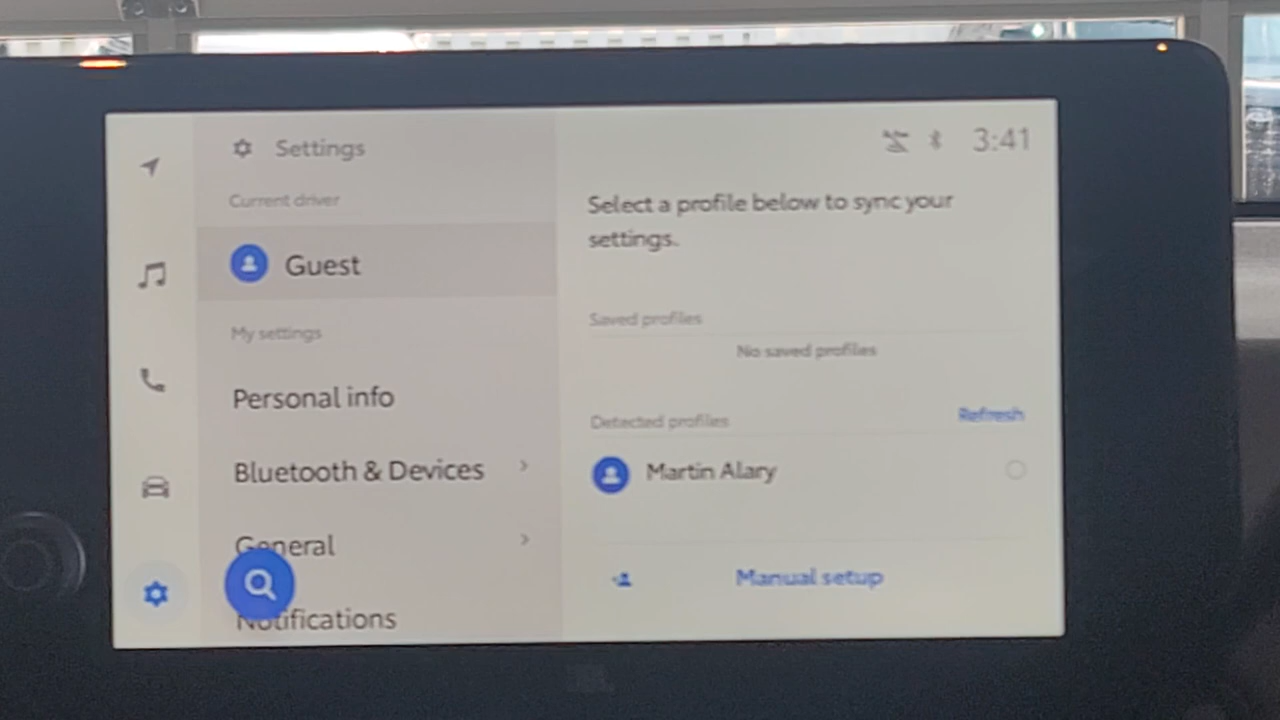 Settings
3:41
Current driver
Guest
My settings
Personal info
Bluetooth & Devices
General
Notifications
Select a profile below to sync your
settings.
Saved profiles
No saved profiles
Detected profiles
Refresh
Martin Alary
Manual setup